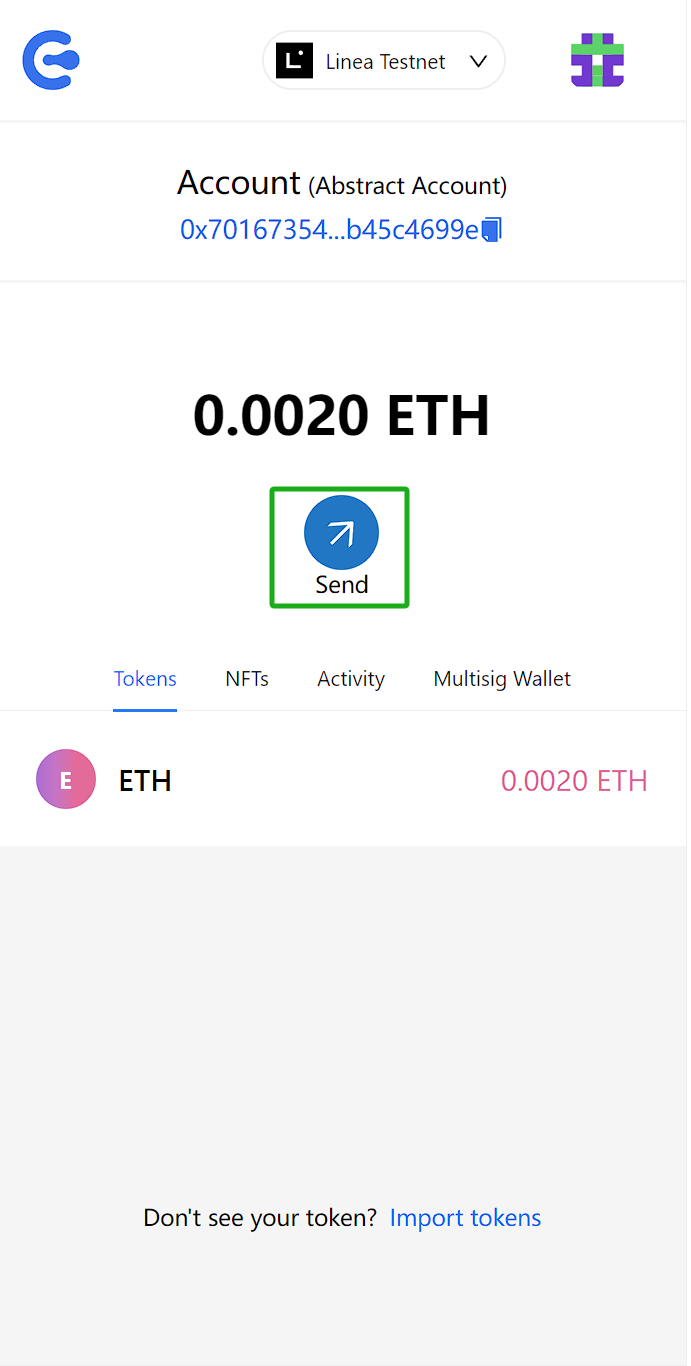 Linea Testnet
Account (Abstract Account)
0x70167354...b45c4699e
0.0020 ETH
Send
Tokens NFTs Activity Multisig Wallet
E ETH 0.0020 ETH
Don't see your token? Import tokens